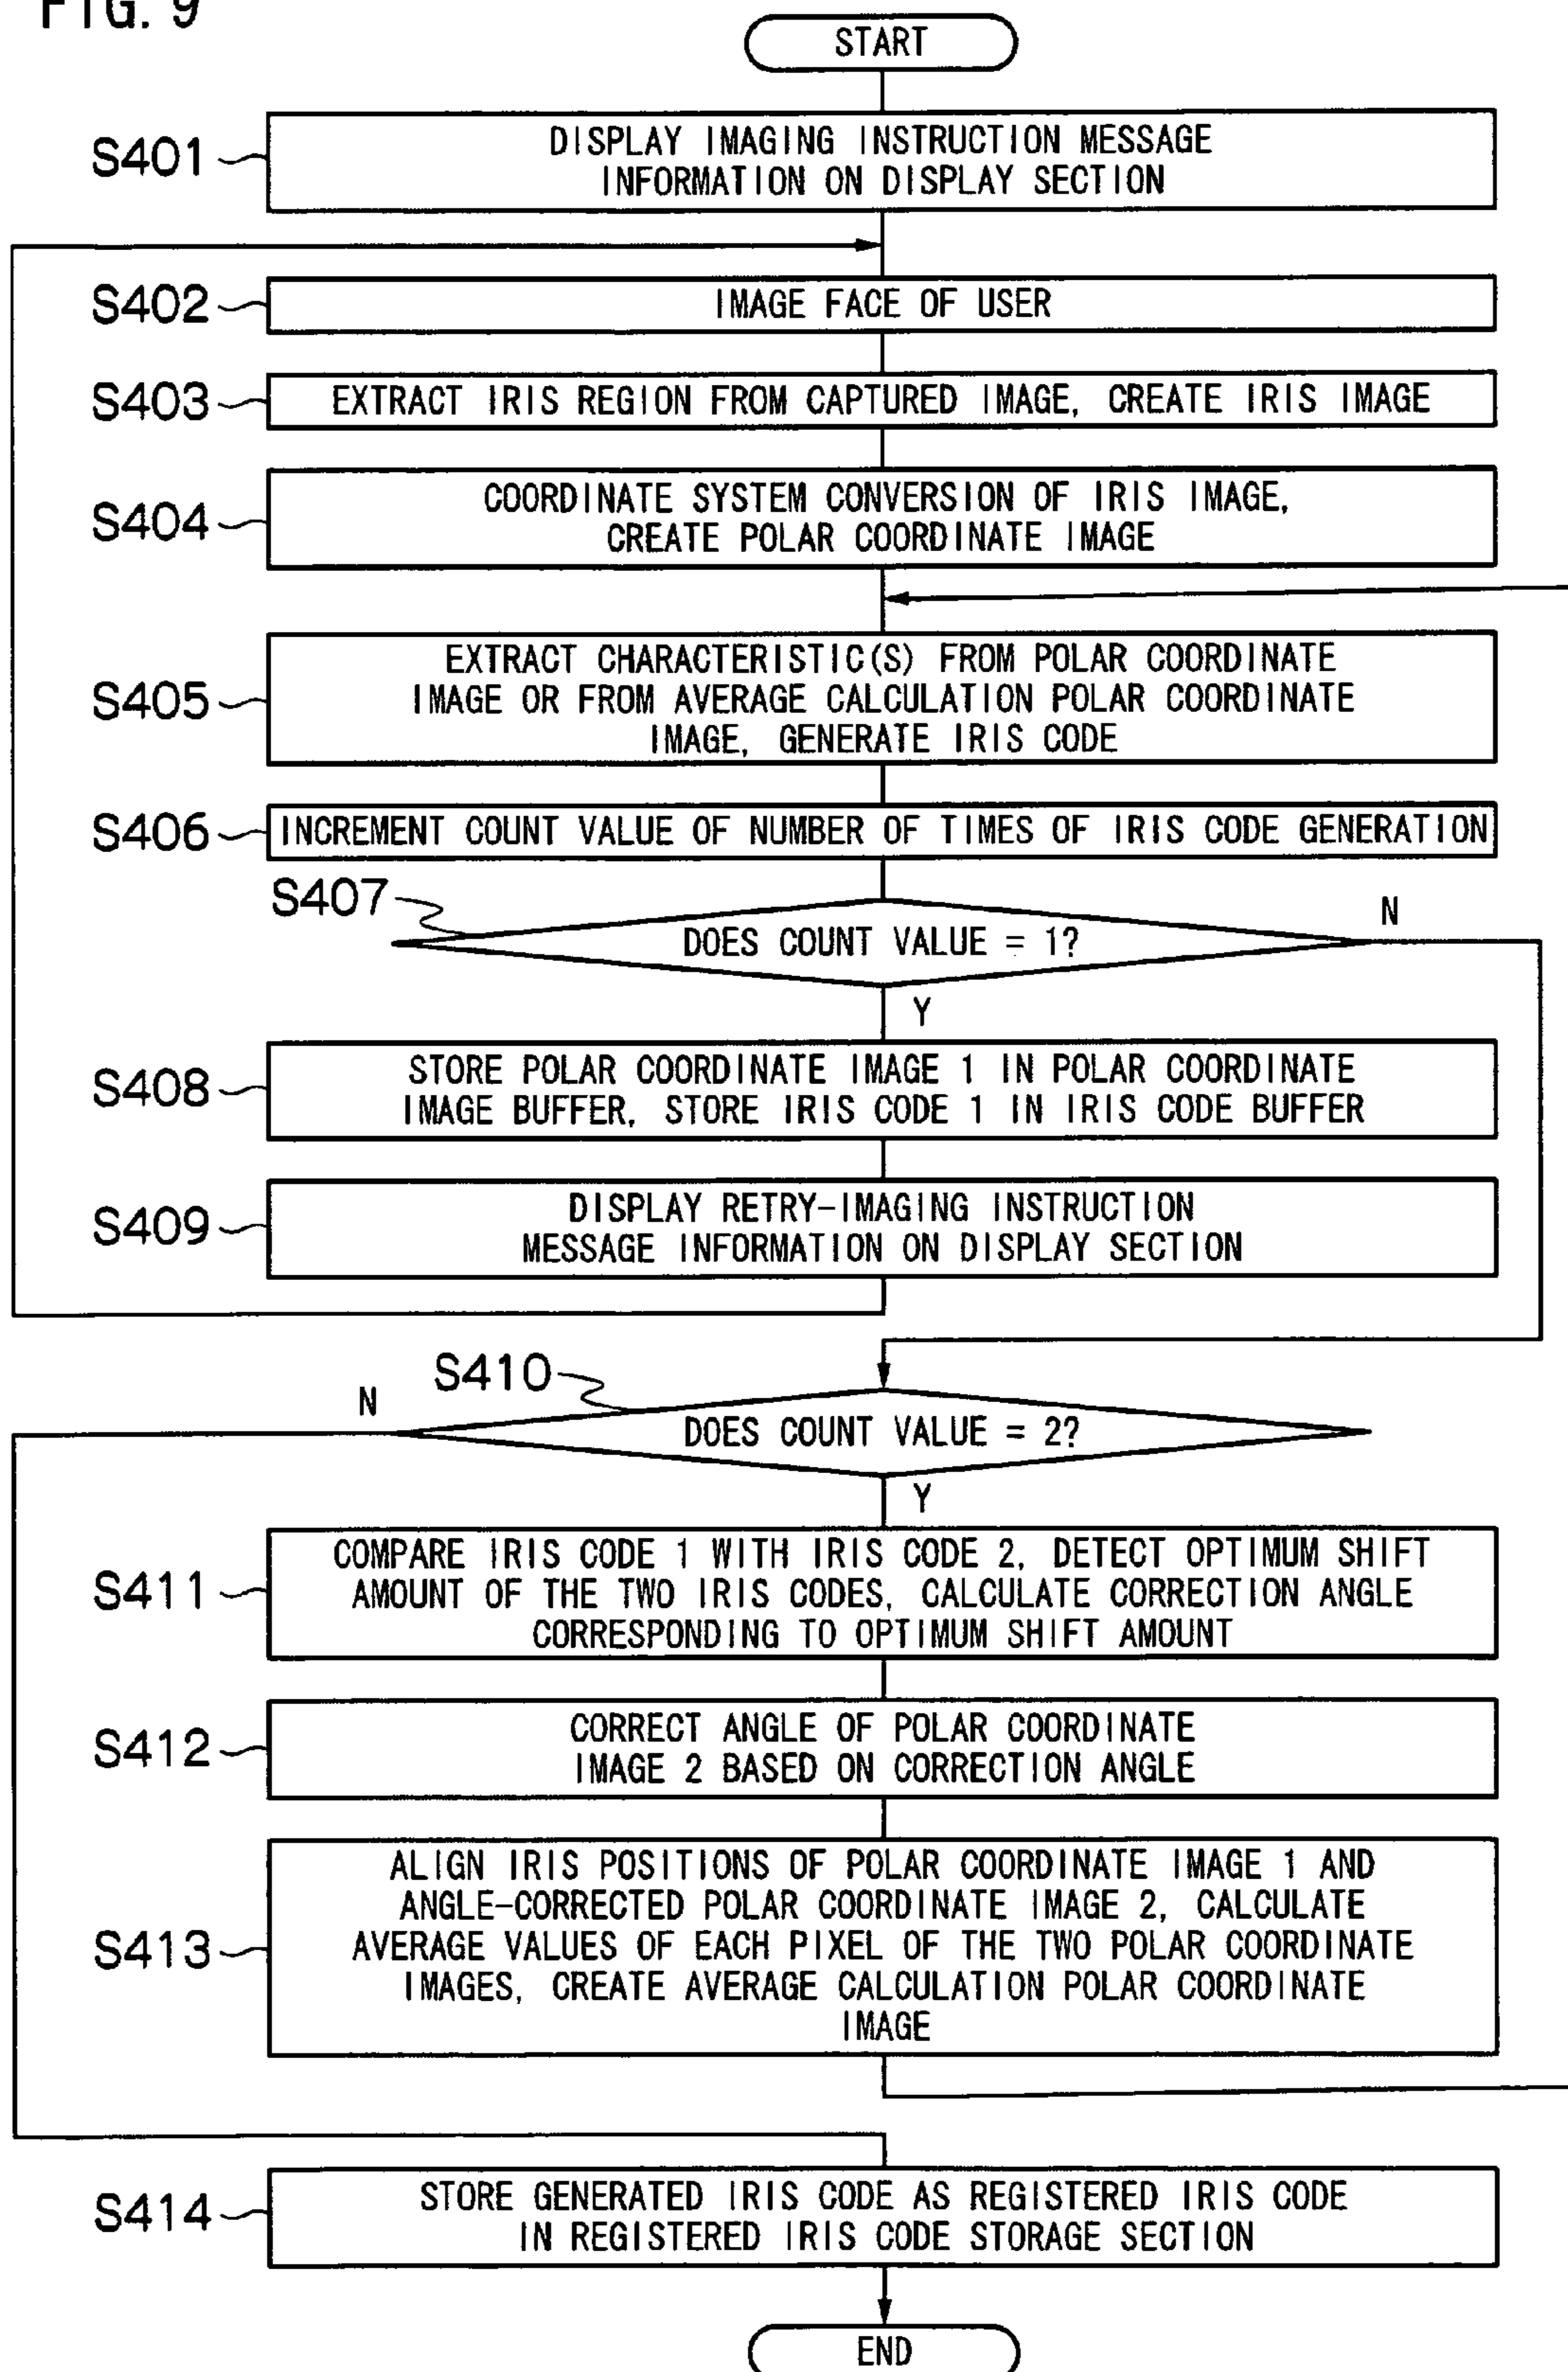 FIG. 9
START
S401
DISPLAY IMAGING INSTRUCTION MESSAGE
INFORMATION ON DISPLAY SECTION
S402
IMAGE FACE OF USER
S403
EXTRACT IRIS REGION FROM CAPTURED IMAGE, CREATE IRIS IMAGE
S404
COORDINATE SYSTEM CONVERSION OF IRIS IMAGE,
CREATE POLAR COORDINATE IMAGE
S405
EXTRACT CHARACTERISTIC(S) FROM POLAR COORDINATE
IMAGE OR FROM AVERAGE CALCULATION POLAR COORDINATE
IMAGE, GENERATE IRIS CODE
S406
INCREMENT COUNT VALUE OF NUMBER OF TIMES OF IRIS CODE GENERATION
S407
DOES COUNT VALUE = 1?
N
Y
S408
STORE POLAR COORDINATE IMAGE 1 IN POLAR COORDINATE
IMAGE BUFFER, STORE IRIS CODE 1 IN IRIS CODE BUFFER
S409
DISPLAY RETRY-IMAGING INSTRUCTION
MESSAGE INFORMATION ON DISPLAY SECTION
S410
N
DOES COUNT VALUE = 2?
Y
S411
COMPARE IRIS CODE 1 WITH IRIS CODE 2, DETECT OPTIMUM SHIFT
AMOUNT OF THE TWO IRIS CODES, CALCULATE CORRECTION ANGLE
CORRESPONDING TO OPTIMUM SHIFT AMOUNT
S412
CORRECT ANGLE OF POLAR COORDINATE
IMAGE 2 BASED ON CORRECTION ANGLE
S413
ALIGN IRIS POSITIONS OF POLAR COORDINATE IMAGE 1 AND
ANGLE-CORRECTED POLAR COORDINATE IMAGE 2, CALCULATE
AVERAGE VALUES OF EACH PIXEL OF THE TWO POLAR COORDINATE
IMAGES, CREATE AVERAGE CALCULATION POLAR COORDINATE
IMAGE
S414
STORE GENERATED IRIS CODE AS REGISTERED IRIS CODE
IN REGISTERED IRIS CODE STORAGE SECTION
END